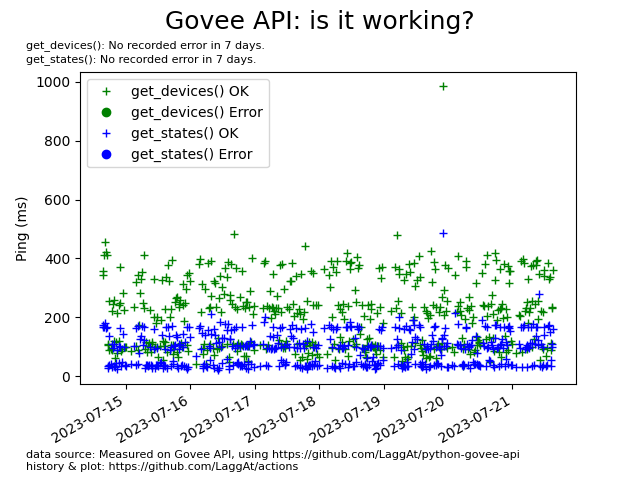 Govee API: is it working?
get_devices(): No recorded error in 7 days.
get_states(): No recorded error in 7 days.
get_devices() OK
get_devices() Error
get_states() OK
get_states() Error
Ping (ms)
1000
800
600
400
200
0
2023-07-15
2023-07-16
2023-07-17
2023-07-18
2023-07-19
2023-07-20
2023-07-21
data source: Measured on Govee API, using https://github.com/LaggAt/python-govee-api
history & plot: https://github.com/LaggAt/actions